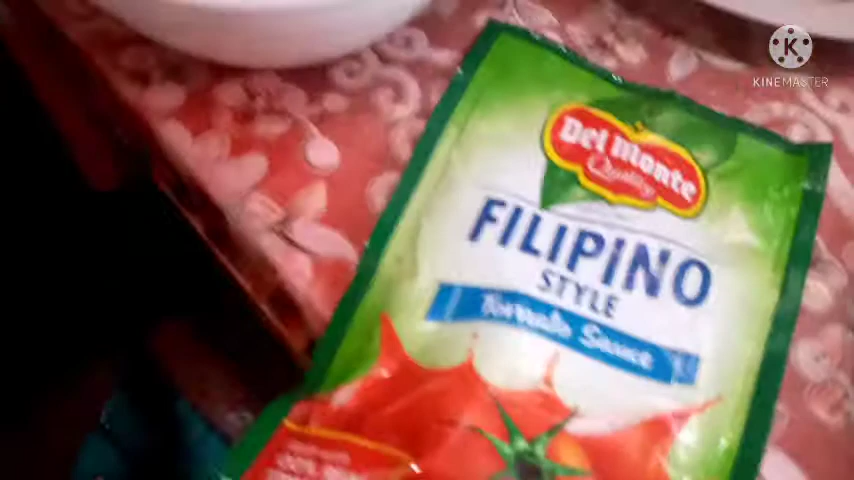 KINEMASTER
Del Monte
Quality
FILIPINO
STYLE
Tomato Sauce